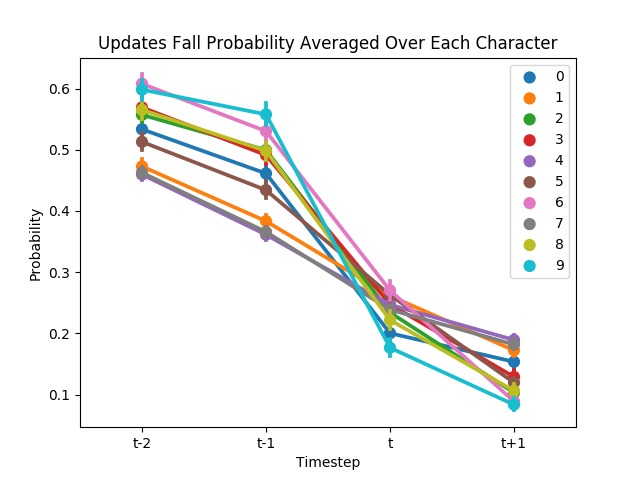 Updates Fall Probability Averaged Over Each Character
0.6
0.5
0.4
0.3
0.2
0.1
Probability
t-2
t-1
t
t+1
Timestep
0
1
2
3
4
5
6
7
8
9